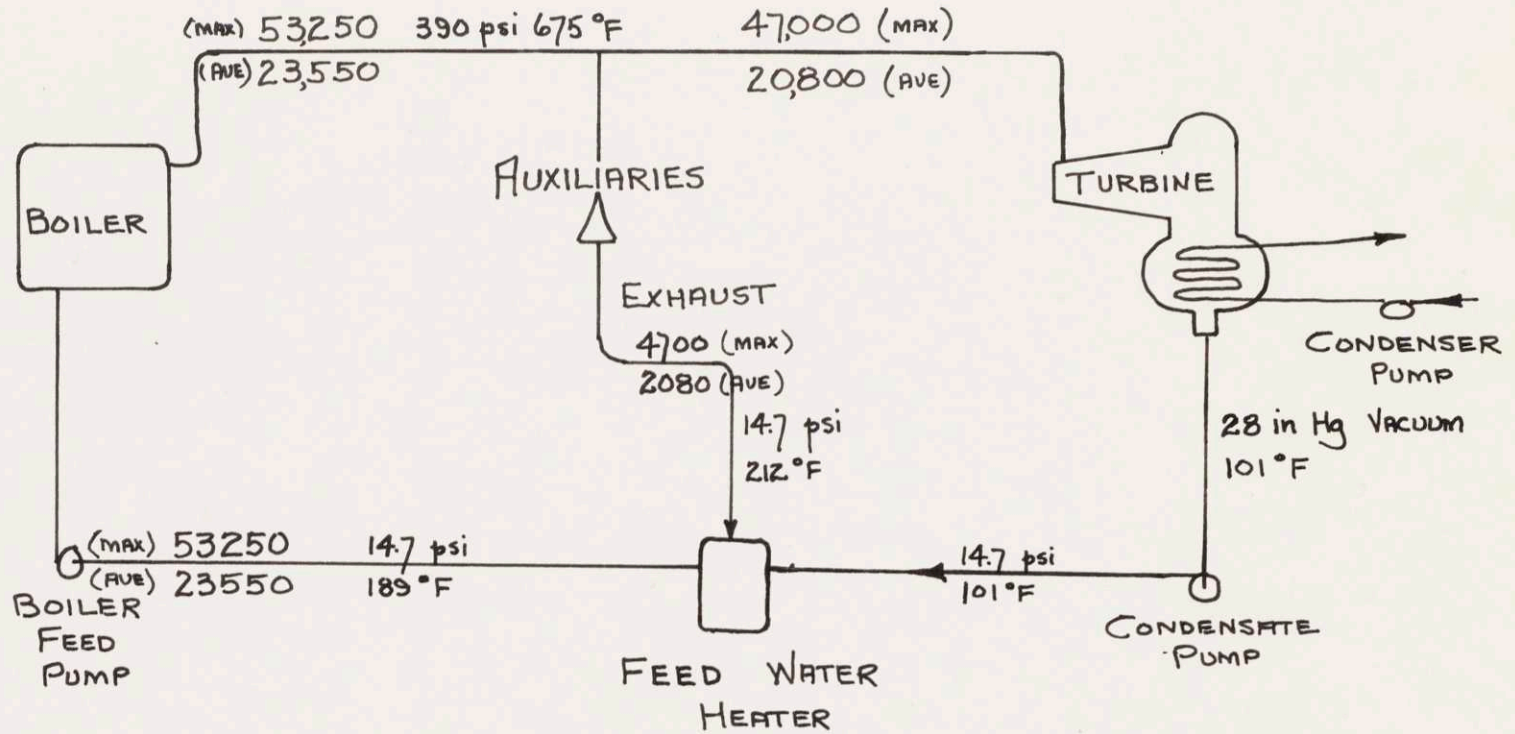 (MAX) 53,250 390 psi 675°F 47,000 (MAX)
(AVE) 23,550 20,800 (AVE)
BOILER
AUXILIARIES
TURBINE
EXHAUST
4700 (MAX)
2080 (AVE)
CONDENSER
PUMP
14.7 psi
212°F
28 in Hg VACUUM
101°F
(MAX) 53250 14.7 psi
(AVE) 23550 189°F
14.7 psi
101°F
BOILER
FEED
PUMP
CONDENSATE
PUMP
FEED WATER
HEATER